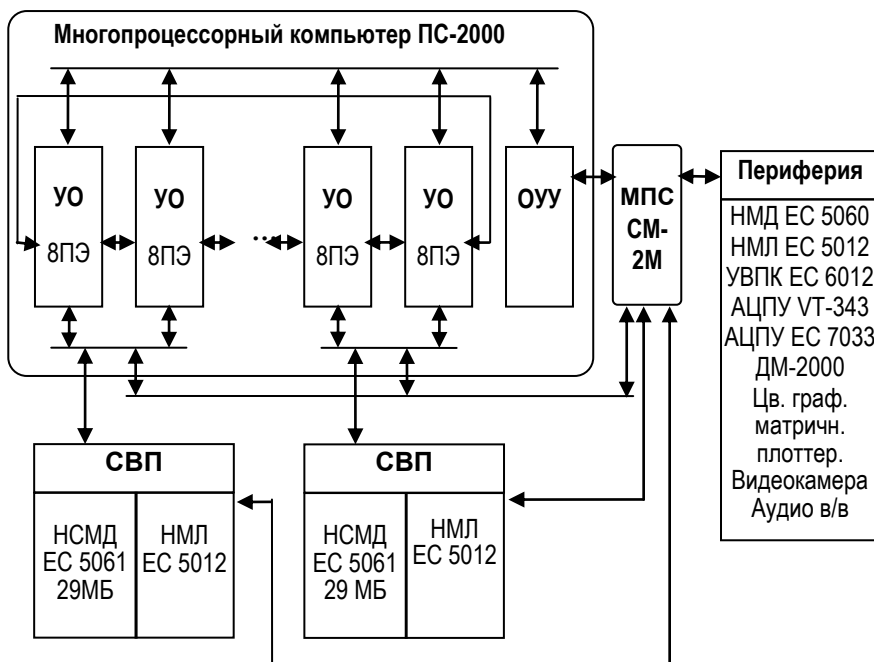 Многопроцессорный компьютер ПС-2000
УО
8ПЭ
УО
8ПЭ
...
УО
8ПЭ
УО
8ПЭ
ОУУ
МПС
СМ-
2М
Периферия
НМД ЕС 5060
НМЛ ЕС 5012
УВПК ЕС 6012
АЦПУ VT-343
АЦПУ ЕС 7033
ДМ-2000
Цв. граф.
матричн.
плоттер.
Видеокамера
Аудио в/в
СВП
НСМД
ЕС 5061
29МБ
НМЛ
ЕС 5012
СВП
НСМД
ЕС 5061
29 МБ
НМЛ
ЕС 5012